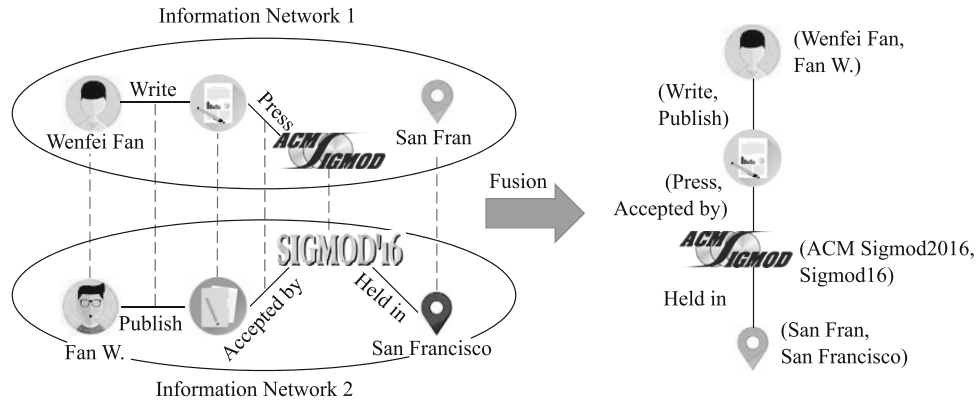 Information Network 1
Write
Press
Wenfei Fan
San Fran
ACM SIGMOD
SIGMOD'16
Publish
Accepted by
Held in
Fan W.
San Francisco
Information Network 2
Fusion
(Wenfei Fan,
Fan W.)
(Write,
Publish)
(Press,
Accepted by)
ACM SIGMOD
(ACM Sigmod2016,
Sigmod16)
Held in
(San Fran,
San Francisco)